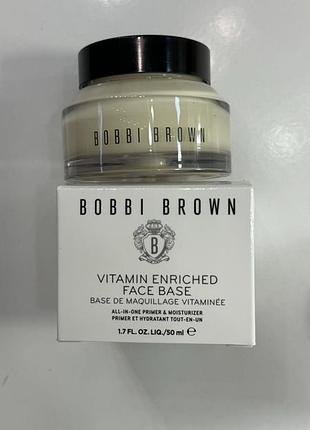 BOBBI BROWN
BOBBI BROWN
B
VITAMIN ENRICHED
FACE BASE
BASE DE MAQUILLAGE VITAMINÉE
ALL-IN-ONE PRIMER & MOISTURIZER
PRIMER ET HYDRATANT TOUT-EN-UN
1.7 FL. OZ. LIQ./50 ml ℮